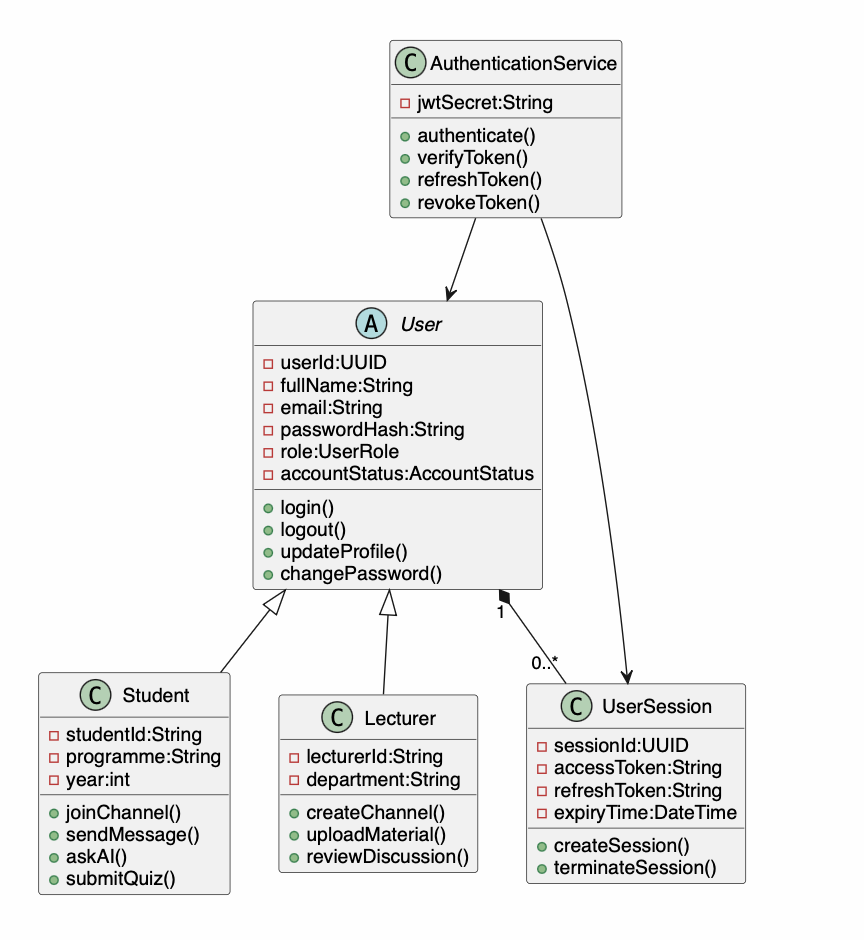 C AuthenticationService
jwtSecret:String
authenticate()
verifyToken()
refreshToken()
revokeToken()
A User
userId:UUID
fullName:String
email:String
passwordHash:String
role:UserRole
accountStatus:AccountStatus
login()
logout()
updateProfile()
changePassword()
1
0..*
C Student
studentId:String
programme:String
year:int
joinChannel()
sendMessage()
askAI()
submitQuiz()
C Lecturer
lecturerId:String
department:String
createChannel()
uploadMaterial()
reviewDiscussion()
C UserSession
sessionId:UUID
accessToken:String
refreshToken:String
expiryTime:DateTime
createSession()
terminateSession()